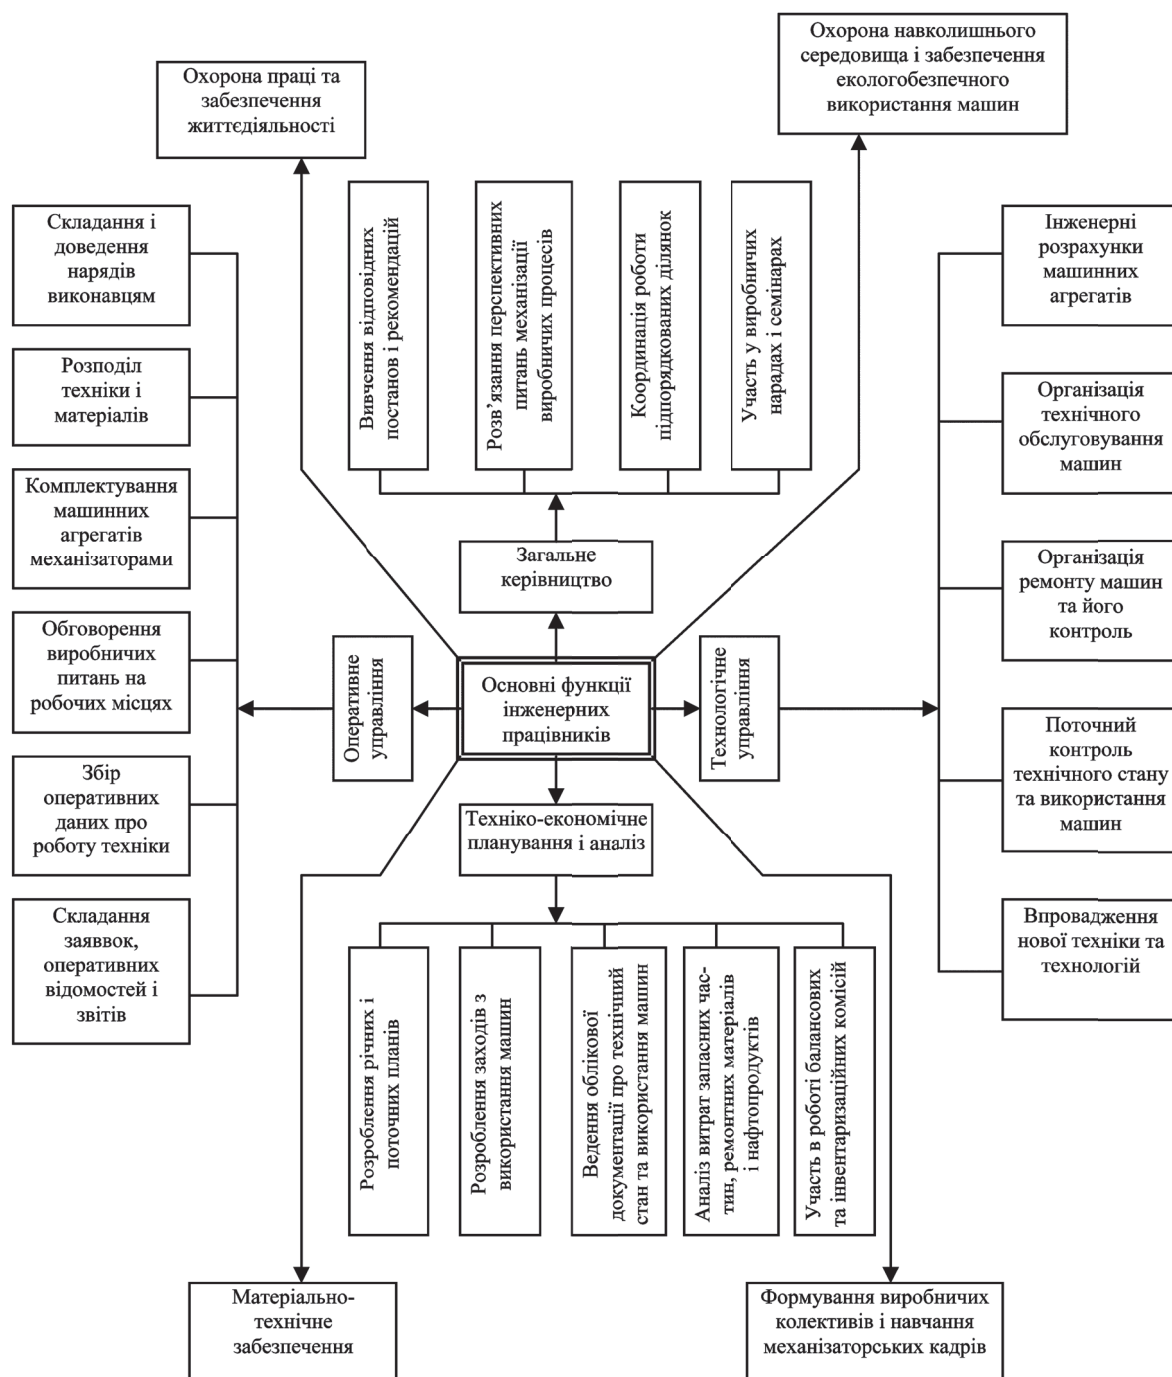 Охорона праці та
забезпечення
життєдіяльності
Охорона навколишнього
середовища і забезпечення
екологобезпечного
використання машин
Складання і
доведення
нарядів
виконавцям
Розподіл
техніки і
матеріалів
Комплектування
машинних
агрегатів
механізаторами
Обговорення
виробничих
питань на
робочих місцях
Збір
оперативних
даних про
роботу техніки
Складання
заяввок,
оперативних
відомостей і
звітів
Вивчення відповідних
постанов і рекомендацій
Розв’язання перспективних
питань механізації
виробничих процесів
Координація роботи
підпорядкованих ділянок
Участь у виробничих
нарадах і семінарах
Загальне
керівництво
Оперативне
управління
Основні функції
інженерних
працівників
Технологічне
управління
Техніко-економічне
планування і аналіз
Інженерні
розрахунки
машинних
агрегатів
Організація
технічного
обслуговування
машин
Організація
ремонту машин
та його
контроль
Поточний
контроль
технічного стану
та використання
машин
Впровадження
нової техніки та
технологій
Розроблення річних і
поточних планів
Розроблення заходів з
використання машин
Ведення облікової
документації про технічний
стан та використання машин
Аналіз витрат запасних час-
тин, ремонтних матеріалів
і нафтопродуктів
Участь в роботі балансових
та інвентаризаційних комісій
Матеріально-
технічне
забезпечення
Формування виробничих
колективів і навчання
механізаторських кадрів